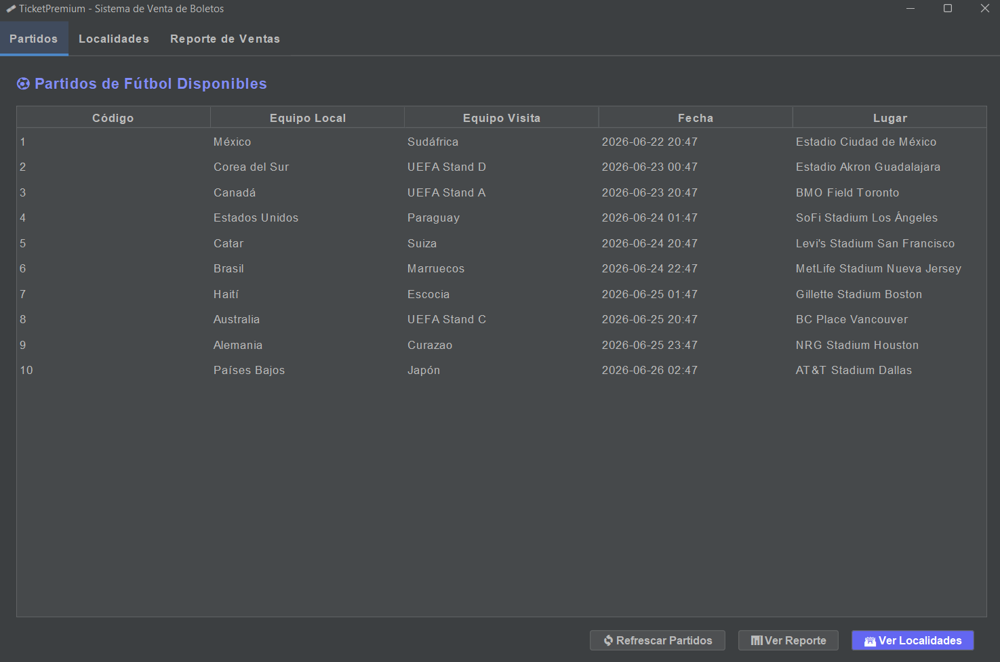 TicketPremium - Sistema de Venta de Boletos
Partidos Localidades Reporte de Ventas
Partidos de Fútbol Disponibles
Código Equipo Local Equipo Visita Fecha Lugar
1 México Sudáfrica 2026-06-22 20:47 Estadio Ciudad de México
2 Corea del Sur UEFA Stand D 2026-06-23 00:47 Estadio Akron Guadalajara
3 Canadá UEFA Stand A 2026-06-23 20:47 BMO Field Toronto
4 Estados Unidos Paraguay 2026-06-24 01:47 SoFi Stadium Los Ángeles
5 Catar Suiza 2026-06-24 20:47 Levi's Stadium San Francisco
6 Brasil Marruecos 2026-06-24 22:47 MetLife Stadium Nueva Jersey
7 Haití Escocia 2026-06-25 01:47 Gillette Stadium Boston
8 Australia UEFA Stand C 2026-06-25 20:47 BC Place Vancouver
9 Alemania Curazao 2026-06-25 23:47 NRG Stadium Houston
10 Países Bajos Japón 2026-06-26 02:47 AT&T Stadium Dallas
Refrescar Partidos Ver Reporte Ver Localidades